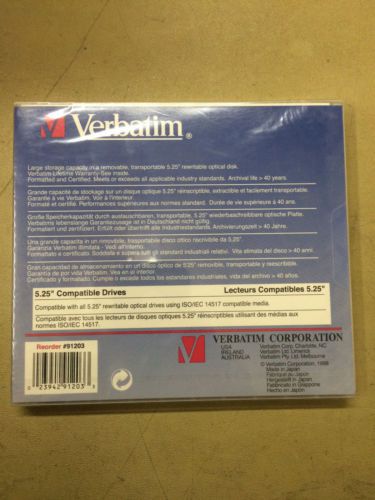 Verbatim®
Large storage capacity in a removable, transportable 5.25" rewritable optical disk.
Verbatim Lifetime Warranty-See inside.
Formatted and Certified. Meets or exceeds all applicable industry standards. Archival life > 40 years.
Grande capacité de stockage sur un disque optique 5.25" réinscriptible, extractible et facilement transportable.
Garantie à vie Verbatim. Voir à l'intérieur.
Formaté et certifié. Performances supérieures aux normes standard. Durée de vie supérieure à 40 ans.
Große Speicherkapazität durch austauschbaren, transportable 5.25" wiederbeschreibbare optische Platte.
Verbatims lebenslange Garantiezusage ist in Deutschland nicht gültig.
Formatiert und certifiziert. Erfüllt oder übertrifft alle Industriestandards. Archivierungszeit > 40 Jahre.
Una grande capacità in un removibile, trasportabile disco ottico riscrivibile da 5.25".
Garanzia Verbatim illimitata - Vedi all'interno.
Formattato e certificato. Soddisfa e supera tutti gli standard industriali relativi. Vita stimata del disco > 40 anni.
Gran capacidad de almacenamiento en un disco óptico de 5.25" removible, transportable y reescribible.
Garantía de por vida Verbatim. Vea en su interior
Formateado y certificado. Cumple o excede todos los estandares industriales, vida del archivo > 40 años.
5.25" Compatible Drives Lecteurs Compatibles 5.25"
Compatible with all 5.25" rewritable optical drives using ISO/IEC 14517 compatible media.
Compatible avec tous les lecteurs de disques optiques 5.25" réinscriptibles utilisant des médias aux
normes ISO/IEC 14517.
Reorder #91203
0 23942 91203
VERBATIM CORPORATION
USA Verbatim Corp, Charlotte, NC
IRELAND Verbatim Ltd, Limerick
AUSTRALIA Verbatim Pty. Ltd, Melbourne
© Verbatim Corporation, 1998
Made in Japan
Fabriqué au Japon
Hergestellt in Japan
Fabbricato in Giappone
Hecho en Japón